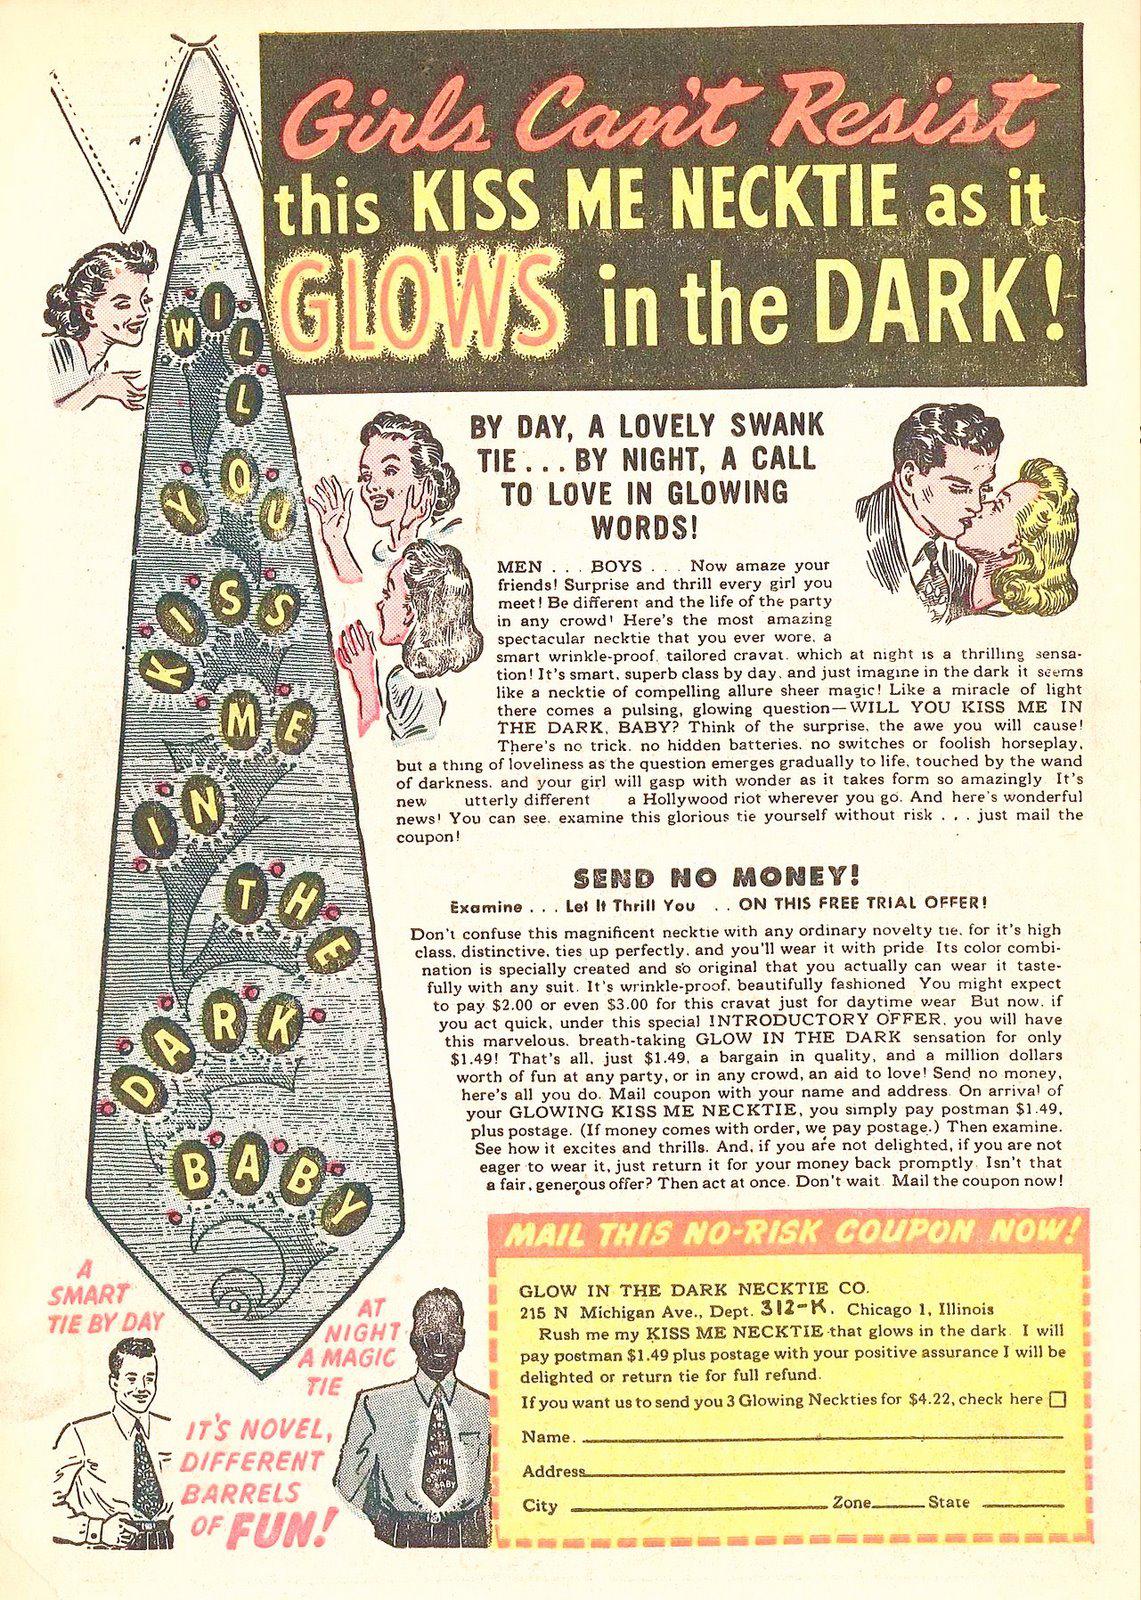 Girls Can't Resist
this KISS ME NECKTIE as it
GLOWS in the DARK!
WILL
YOU
KISS
ME
IN
THE
DARK
BABY
BY DAY, A LOVELY SWANK
TIE . . . BY NIGHT, A CALL
TO LOVE IN GLOWING
WORDS!
MEN . . . BOYS . . . Now amaze your
friends! Surprise and thrill every girl you
meet! Be different and the life of the party
in any crowd! Here's the most amazing
spectacular necktie that you ever wore, a
smart wrinkle-proof, tailored cravat, which at night is a thrilling sensa-
tion! It's smart, superb class by day, and just imagine in the dark it seems
like a necktie of compelling allure sheer magic! Like a miracle of light
there comes a pulsing, glowing question—WILL YOU KISS ME IN
THE DARK, BABY? Think of the surprise, the awe you will cause!
There's no trick, no hidden batteries, no switches or foolish horseplay,
but a thing of loveliness as the question emerges gradually to life, touched by the wand
of darkness, and your girl will gasp with wonder as it takes form so amazingly. It's
new utterly different a Hollywood riot wherever you go. And here's wonderful
news! You can see, examine this glorious tie yourself without risk . . . just mail the
coupon!
SEND NO MONEY!
Examine . . . Let It Thrill You . . ON THIS FREE TRIAL OFFER!
Don't confuse this magnificent necktie with any ordinary novelty tie, for it's high
class, distinctive, ties up perfectly, and you'll wear it with pride. Its color combi-
nation is specially created and so original that you actually can wear it taste-
fully with any suit. It's wrinkle-proof, beautifully fashioned. You might expect
to pay $2.00 or even $3.00 for this cravat just for daytime wear. But now, if
you act quick, under this special INTRODUCTORY OFFER, you will have
this marvelous, breath-taking GLOW IN THE DARK sensation for only
$1.49! That's all, just $1.49, a bargain in quality, and a million dollars
worth of fun at any party, or in any crowd, an aid to love! Send no money,
here's all you do. Mail coupon with your name and address. On arrival of
your GLOWING KISS ME NECKTIE, you simply pay postman $1.49,
plus postage. (If money comes with order, we pay postage.) Then examine.
See how it excites and thrills. And, if you are not delighted, if you are not
eager to wear it, just return it for your money back promptly. Isn't that
a fair, generous offer? Then act at once. Don't wait. Mail the coupon now!
A
SMART
TIE BY DAY
AT
NIGHT
A MAGIC
TIE
IT'S NOVEL,
DIFFERENT
BARRELS
OF FUN!
MAIL THIS NO-RISK COUPON NOW!
GLOW IN THE DARK NECKTIE CO.
215 N Michigan Ave., Dept. 312-K, Chicago 1, Illinois
Rush me my KISS ME NECKTIE that glows in the dark. I will
pay postman $1.49 plus postage with your positive assurance I will be
delighted or return tie for full refund.
If you want us to send you 3 Glowing Neckties for $4.22, check here
Name.
Address
City Zone State